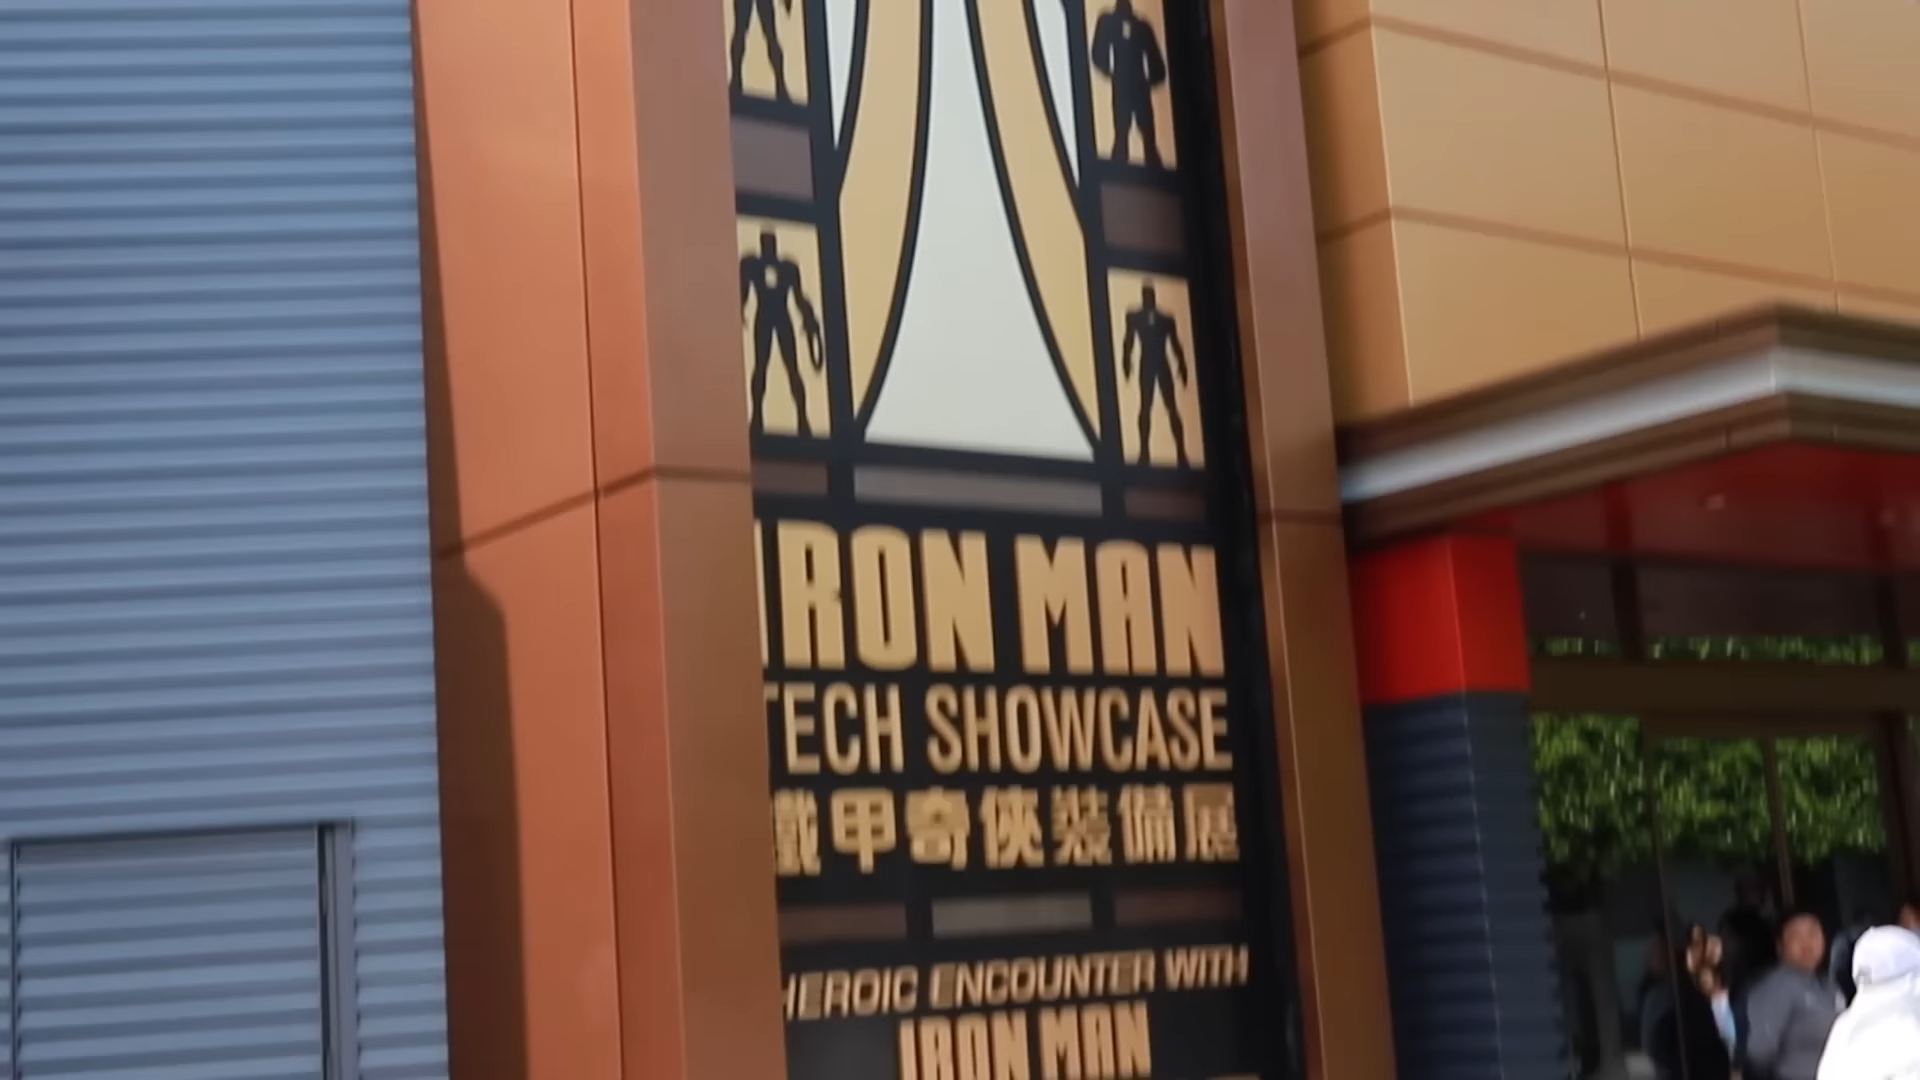 IRON MAN
TECH SHOWCASE
鐵甲奇俠裝備展
HEROIC ENCOUNTER WITH
IRON MAN